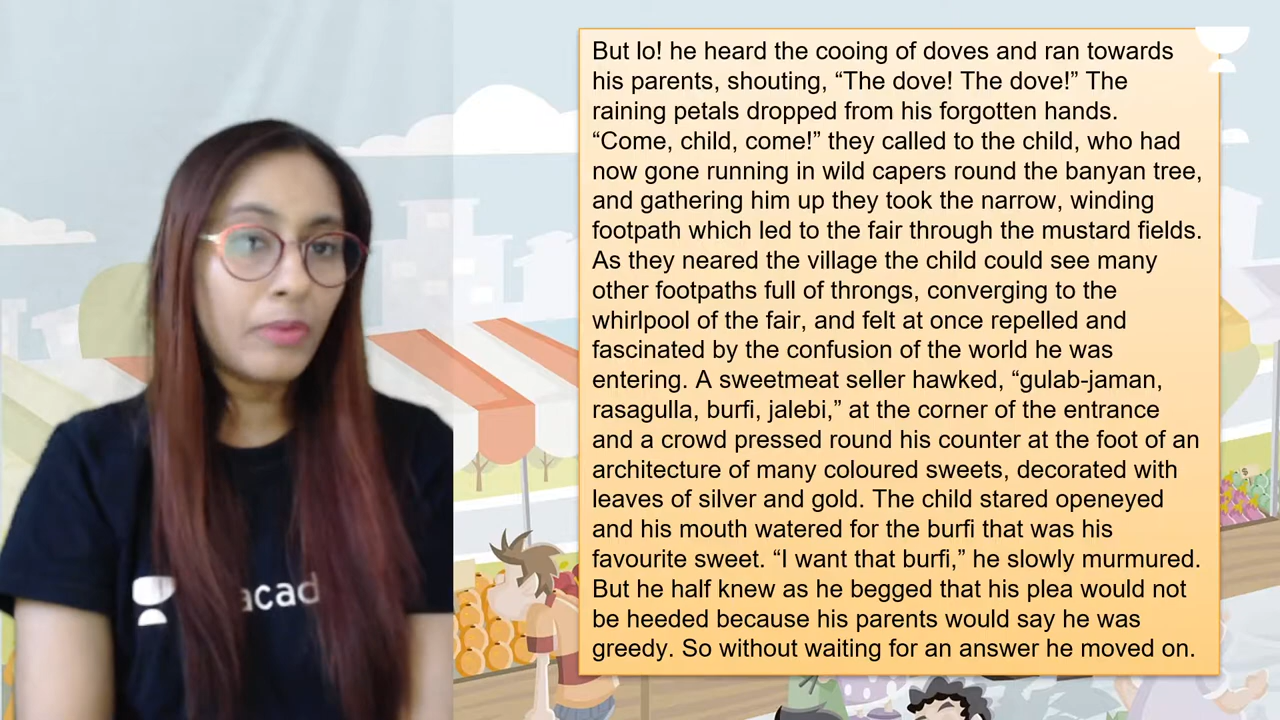 But lo! he heard the cooing of doves and ran towards
his parents, shouting, “The dove! The dove!” The
raining petals dropped from his forgotten hands.
“Come, child, come!” they called to the child, who had
now gone running in wild capers round the banyan tree,
and gathering him up they took the narrow, winding
footpath which led to the fair through the mustard fields.
As they neared the village the child could see many
other footpaths full of throngs, converging to the
whirlpool of the fair, and felt at once repelled and
fascinated by the confusion of the world he was
entering. A sweetmeat seller hawked, “gulab-jaman,
rasagulla, burfi, jalebi,” at the corner of the entrance
and a crowd pressed round his counter at the foot of an
architecture of many coloured sweets, decorated with
leaves of silver and gold. The child stared openeyed
and his mouth watered for the burfi that was his
favourite sweet. “I want that burfi,” he slowly murmured.
But he half knew as he begged that his plea would not
be heeded because his parents would say he was
greedy. So without waiting for an answer he moved on.
acad